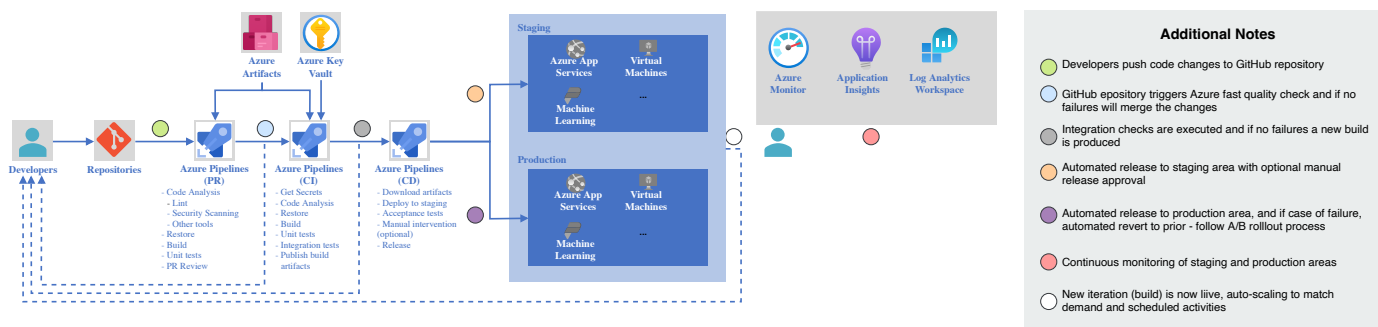 Azure
Artifacts
Azure Key
Vault
Developers
Repositories
Azure Pipelines
(PR)
- Code Analysis
- Lint
- Security Scanning
- Other tools
- Restore
- Build
- Unit tests
- PR Review
Azure Pipelines
(CI)
- Get Secrets
- Code Analysis
- Restore
- Build
- Unit tests
- Integration tests
- Publish build
artifacts
Azure Pipelines
(CD)
- Download artifacts
- Deploy to staging
- Acceptance tests
- Manual intervention
(optional)
- Release
Staging
Azure App
Services
Virtual
Machines
Machine
Learning
...
Production
Azure App
Services
Virtual
Machines
Machine
Learning
...
Azure
Monitor
Application
Insights
Log Analytics
Workspace
Additional Notes
Developers push code changes to GitHub repository
GitHub epository triggers Azure fast quality check and if no
failures will merge the changes
Integration checks are executed and if no failures a new build
is produced
Automated release to staging area with optional manual
release approval
Automated release to production area, and if case of failure,
automated revert to prior - follow A/B rolllout process
Continuous monitoring of staging and production areas
New iteration (build) is now liive, auto-scaling to match
demand and scheduled activities